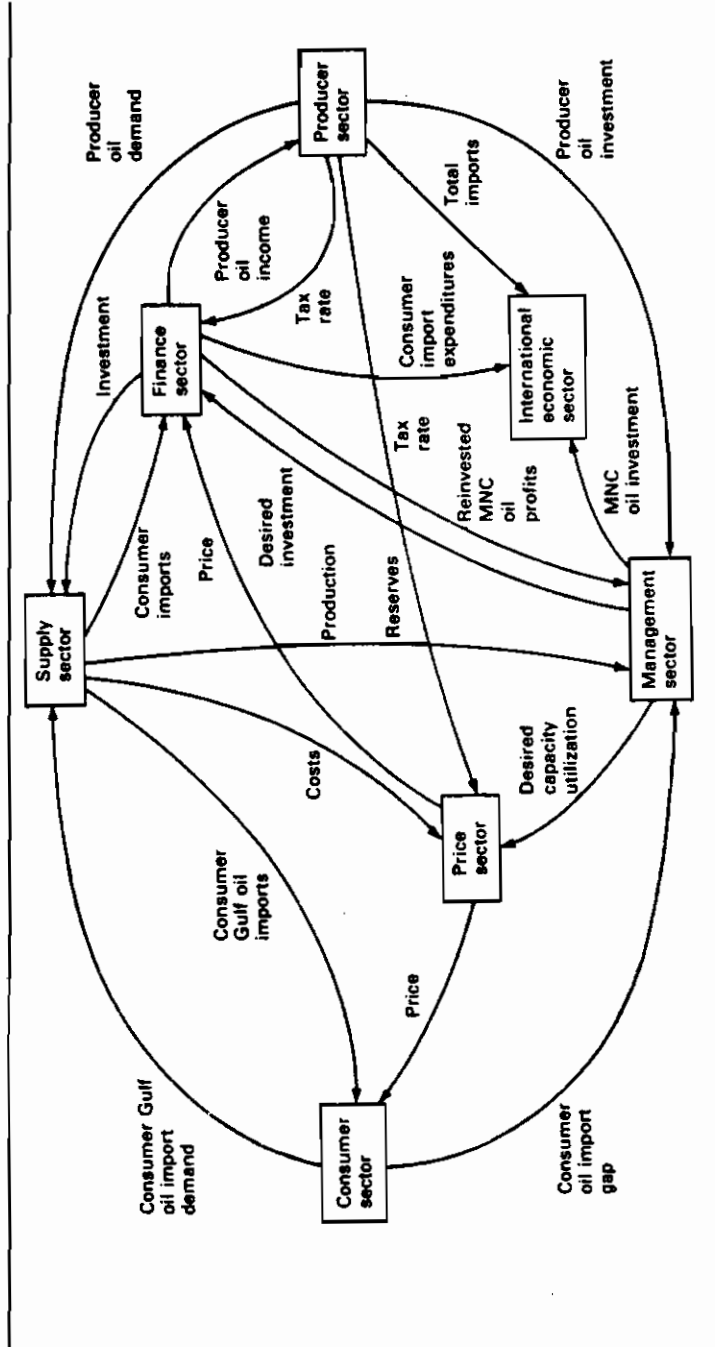 Producer
oil
demand
Investment
Supply
sector
Consumer Gulf
oil import
demand
Finance
sector
Producer
oil
income
Producer
sector
Consumer
imports
Price
Tax
rate
Total
imports
Desired
investment
Production
Costs
Consumer
Gulf oil
imports
Consumer
import
expenditures
Tax
rate
Reserves
Reinvested
MNC
oil
profits
International
economic
sector
Producer
oil
investment
MNC
oil investment
Consumer
sector
Price
Price
sector
Desired
capacity
utilization
Management
sector
Consumer
oil import
gap